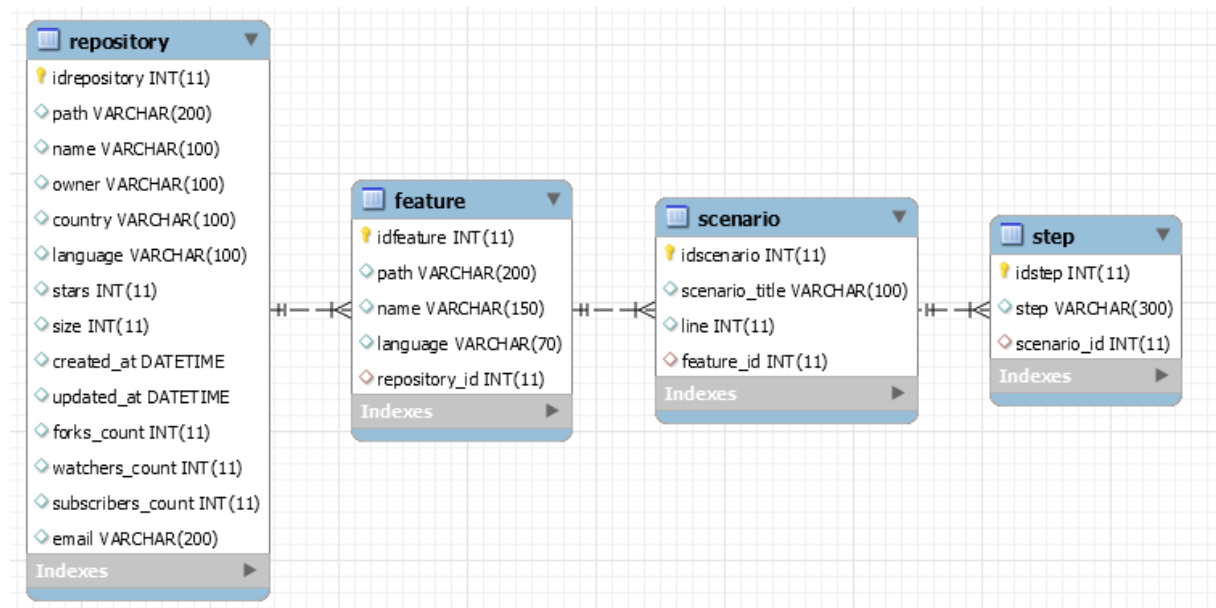 repository
idrepository INT(11)
path VARCHAR(200)
name VARCHAR(100)
owner VARCHAR(100)
country VARCHAR(100)
language VARCHAR(100)
stars INT(11)
size INT(11)
created_at DATETIME
updated_at DATETIME
forks_count INT(11)
watchers_count INT(11)
subscribers_count INT(11)
email VARCHAR(200)
Indexes
feature
idfeature INT(11)
path VARCHAR(200)
name VARCHAR(150)
language VARCHAR(70)
repository_id INT(11)
Indexes
scenario
idscenario INT(11)
scenario_title VARCHAR(100)
line INT(11)
feature_id INT(11)
Indexes
step
idstep INT(11)
step VARCHAR(300)
scenario_id INT(11)
Indexes